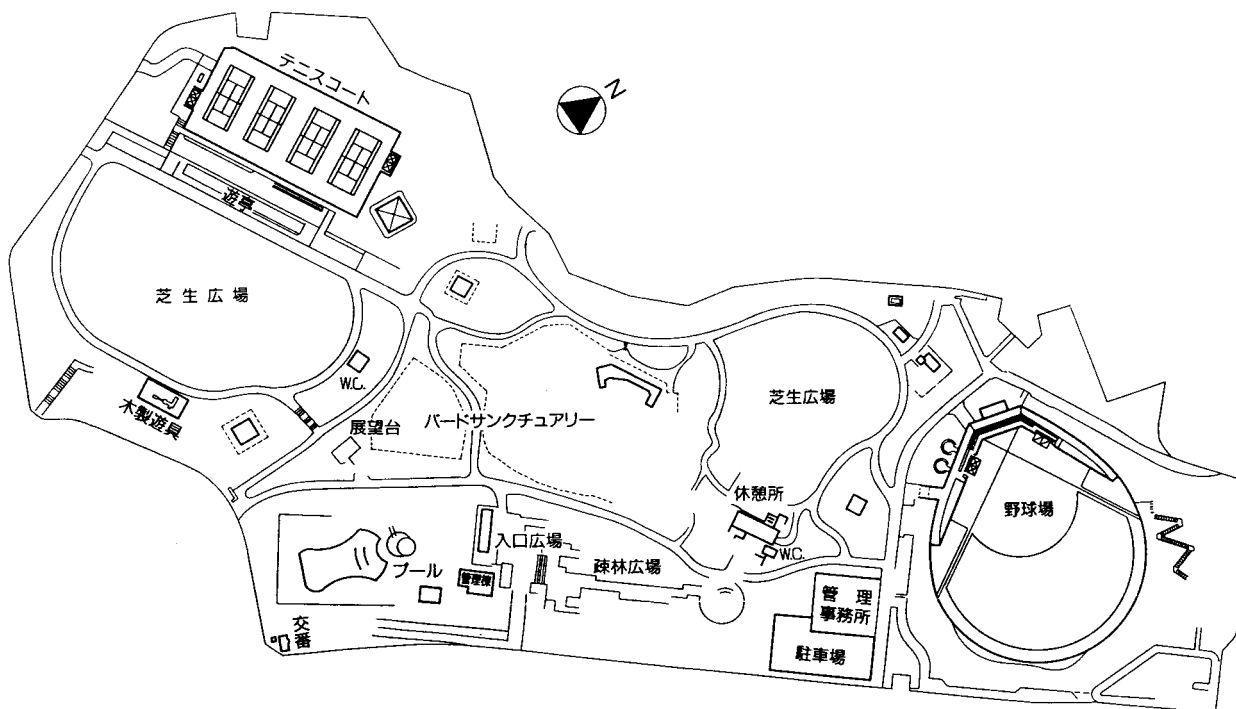 テニスコート
N
遊亭
芝生広場
W.C.
木製遊具
展望台
バードサンクチュアリー
芝生広場
休憩所
W.C.
野球場
入口広場
疎林広場
プール
管理棟
管理
事務所
駐車場
交番